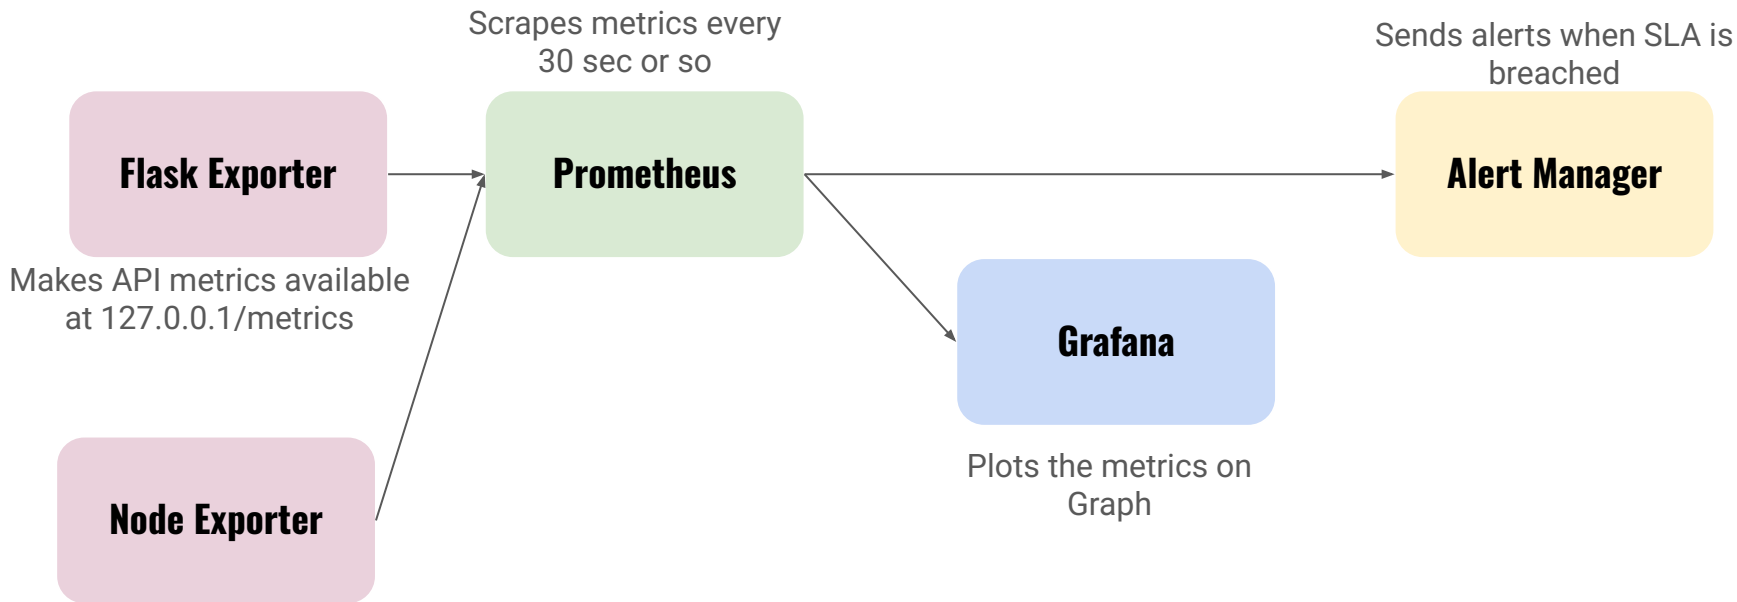 Scrapes metrics every
30 sec or so
Sends alerts when SLA is
breached
Flask Exporter
Prometheus
Alert Manager
Makes API metrics available
at 127.0.0.1/metrics
Grafana
Plots the metrics on
Graph
Node Exporter